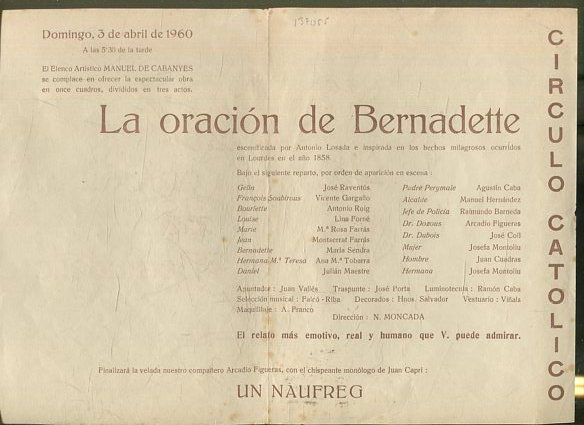 137055
Domingo, 3 de abril de 1960
A las 5'30 de la tarde
El Elenco Artístico MANUEL DE CABANYES
se complace en ofrecer la espectacular obra
en once cuadros, divididos en tres actos.
La oración de Bernadette
escenificada por Antonio Losada e inspirada en los hechos milagrosos ocurridos
en Lourdes en el año 1858.
Bajo el siguiente reparto, por orden de aparición en escena:
Gelin José Raventós
François Soubirous Vicente Gargallo
Bouriette Antonio Roig
Louise Lina Forné
Marie M.ª Rosa Farrás
Jean Montserrat Farrás
Bernadette María Sendra
Hermana M.ª Teresa Ana M.ª Tobarra
Daniel Julián Maestre
Padre Perymale Agustín Caba
Alcalde Manuel Hernández
Jefe de Policía Raimundo Barneda
Dr. Dozous Arcadio Figueras
Dr. Dubois José Coll
Mujer Josefa Montoliu
Hombre Juan Cuadras
Hermana Josefa Montoliu
Apuntador: Juan Vallés Traspunte: José Porta Luminotecnia: Ramón Caba
Selección musical: Falcó-Riba Decorados: Hnos. Salvador Vestuario: Viñals
Maquillaje: A. Franco
Dirección: N. MONCADA
El relato más emotivo, real y humano que V. puede admirar.
Finalizará la velada nuestro compañero Arcadio Figueras, con el chispeante monólogo de Juan Capri:
UN NAUFREG
CIRCULO CATOLICO